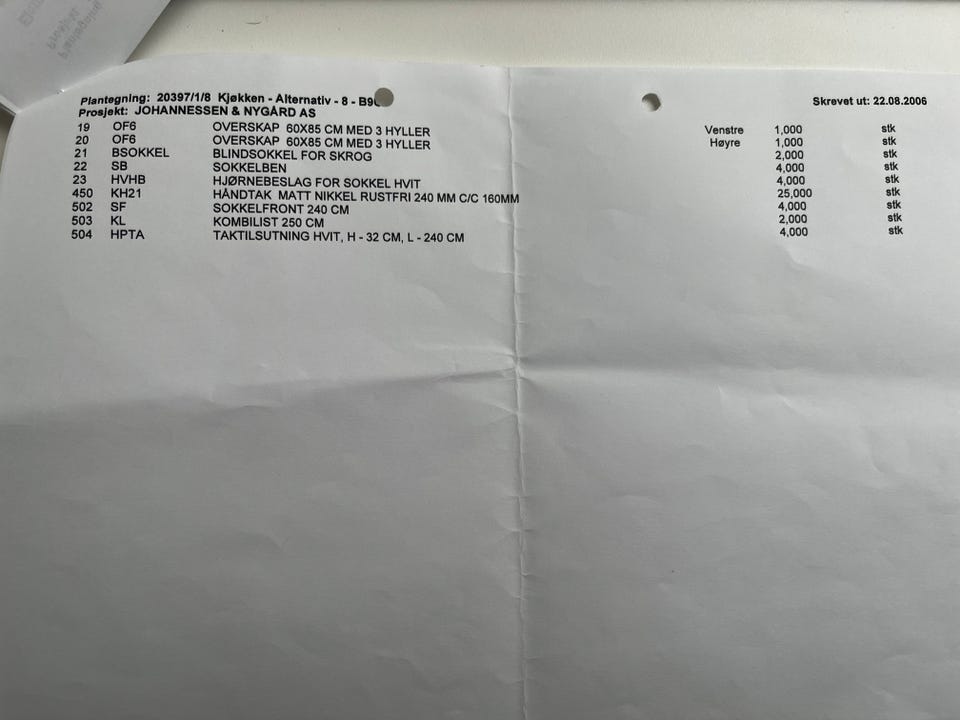 Plantegning: 20397/1/8 Kjøkken - Alternativ - 8 - Skrevet ut: 22.08.2006
Prosjekt: JOHANNESSEN & NYGÅRD AS
19 OF6 OVERSKAP 60X85 CM MED 3 HYLLER Venstre 1,000 stk
20 OF6 OVERSKAP 60X85 CM MED 3 HYLLER Høyre 1,000 stk
21 BSOKKEL BLINDSOKKEL FOR SKROG 2,000 stk
22 SB SOKKELBEN 4,000 stk
23 HVHB HJØRNEBESLAG FOR SOKKEL HVIT 4,000 stk
450 KH21 HÅNDTAK MATT NIKKEL RUSTFRI 240 MM C/C 160MM 25,000 stk
502 SF SOKKELFRONT 240 CM 4,000 stk
503 KL KOMBILIST 250 CM 2,000 stk
504 HPTA TAKTILSUTNING HVIT, H - 32 CM, L - 240 CM 4,000 stk